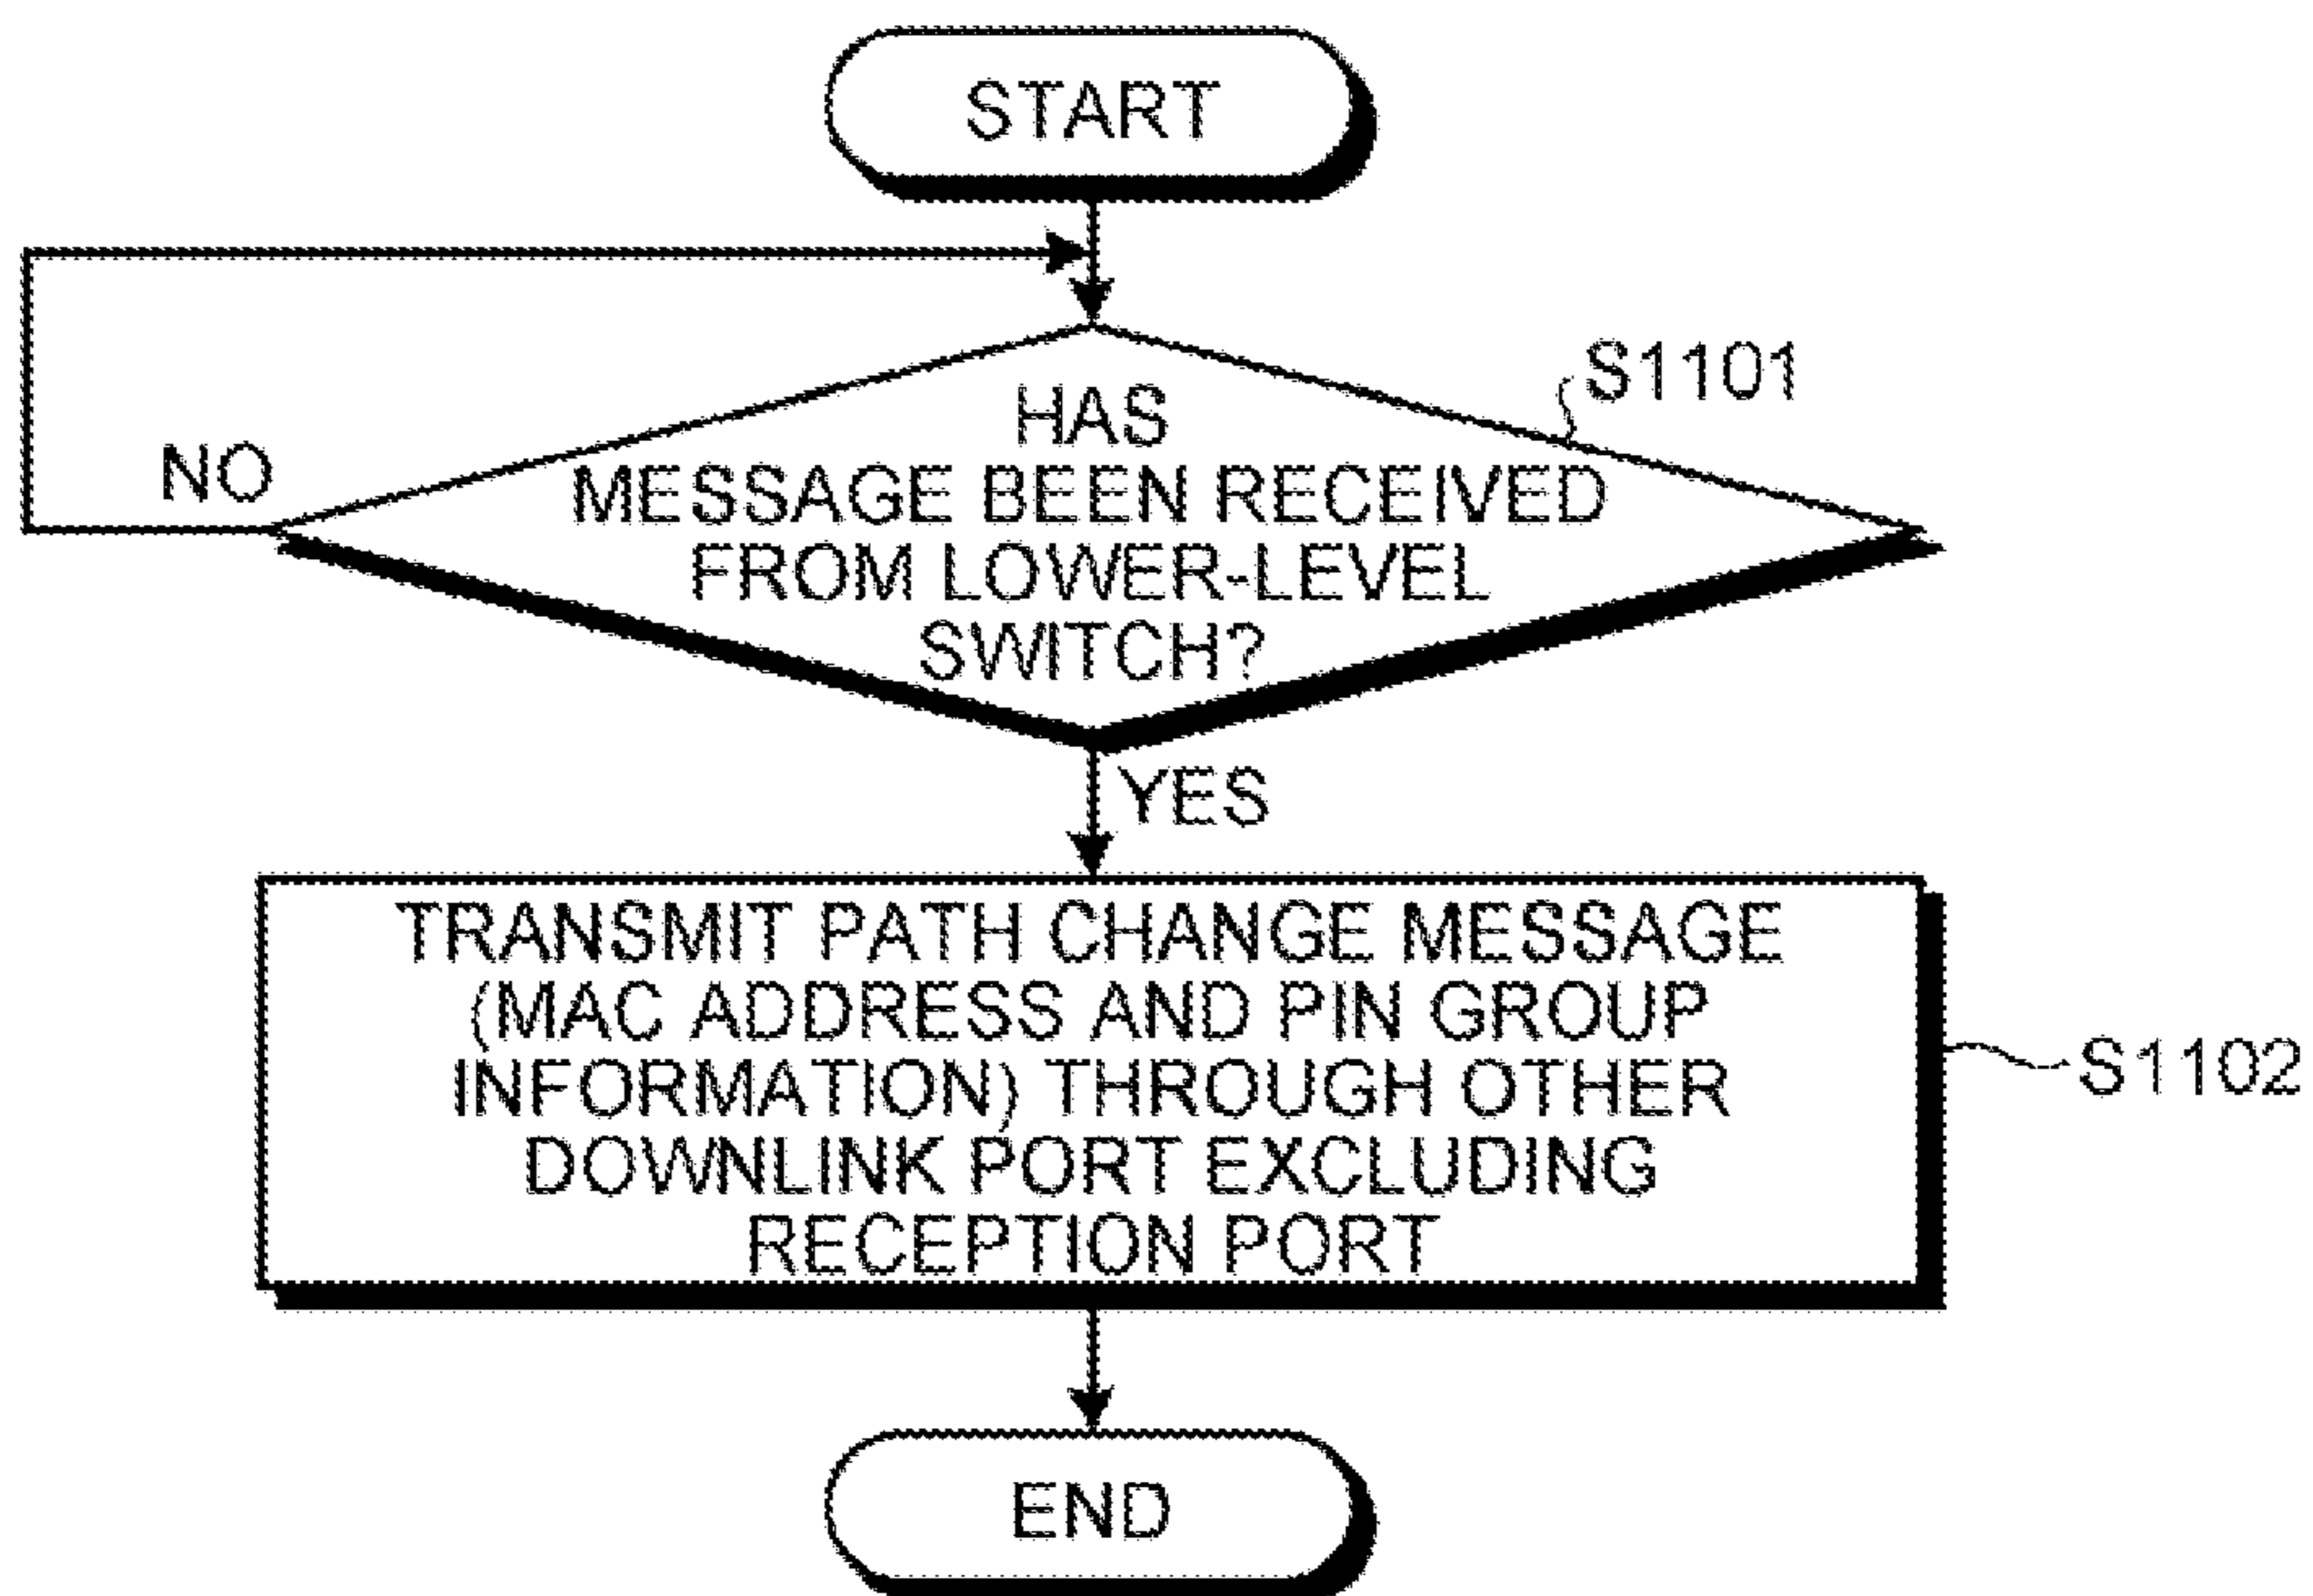 START
S1101
HAS
MESSAGE BEEN RECEIVED
FROM LOWER-LEVEL
SWITCH?
NO
YES
TRANSMIT PATH CHANGE MESSAGE
(MAC ADDRESS AND PIN GROUP
INFORMATION) THROUGH OTHER
DOWNLINK PORT EXCLUDING
RECEPTION PORT
S1102
END